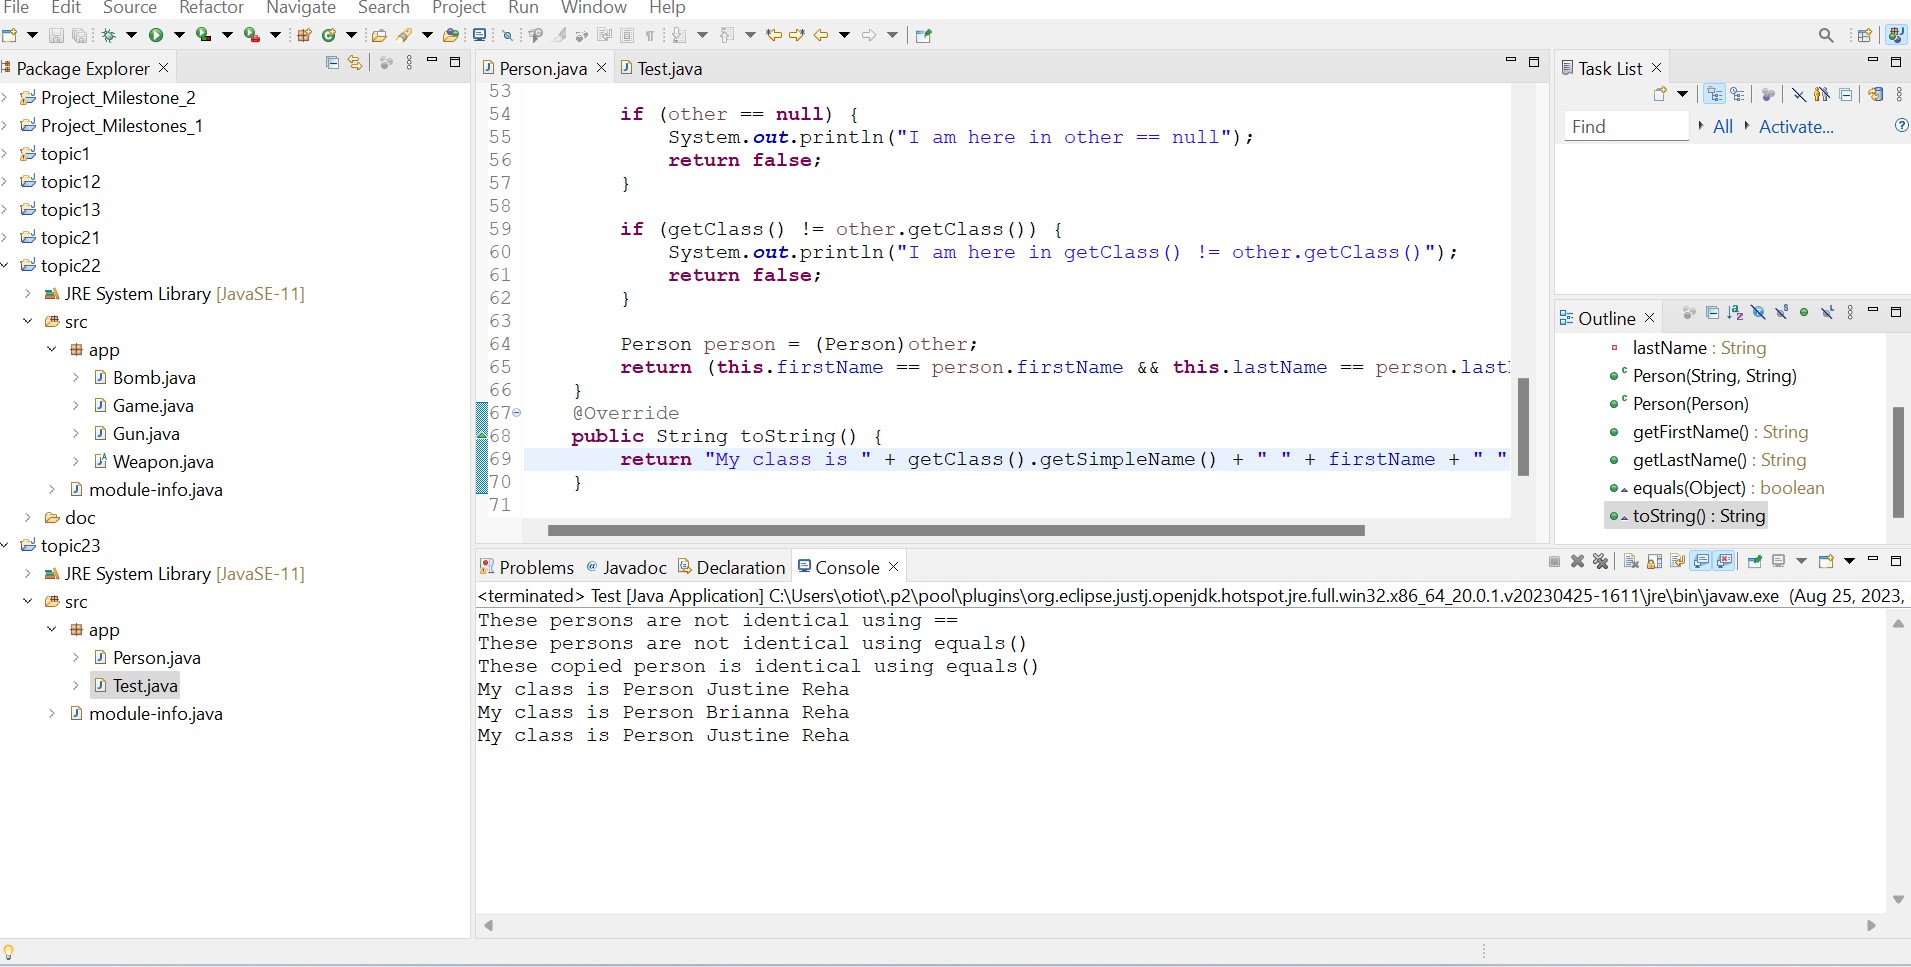 File Edit Source Refactor Navigate Search Project Run Window Help
Package Explorer
Project_Milestone_2
Project_Milestones_1
topic1
topic12
topic13
topic21
topic22
JRE System Library [JavaSE-11]
src
app
Bomb.java
Game.java
Gun.java
Weapon.java
module-info.java
doc
topic23
JRE System Library [JavaSE-11]
src
app
Person.java
Test.java
module-info.java
Person.java Test.java
53
54 if (other == null) {
55 System.out.println("I am here in other == null");
56 return false;
57 }
58
59 if (getClass() != other.getClass()) {
60 System.out.println("I am here in getClass() != other.getClass()");
61 return false;
62 }
63
64 Person person = (Person)other;
65 return (this.firstName == person.firstName && this.lastName == person.last
66 }
67 @Override
68 public String toString() {
69 return "My class is " + getClass().getSimpleName() + " " + firstName + " "
70 }
71
Task List
Find All Activate...
Outline
lastName : String
Person(String, String)
Person(Person)
getFirstName() : String
getLastName() : String
equals(Object) : boolean
toString() : String
Problems Javadoc Declaration Console
<terminated> Test [Java Application] C:\Users\otiot\.p2\pool\plugins\org.eclipse.justj.openjdk.hotspot.jre.full.win32.x86_64_20.0.1.v20230425-1611\jre\bin\javaw.exe (Aug 25, 2023,
These persons are not identical using ==
These persons are not identical using equals()
These copied person is identical using equals()
My class is Person Justine Reha
My class is Person Brianna Reha
My class is Person Justine Reha